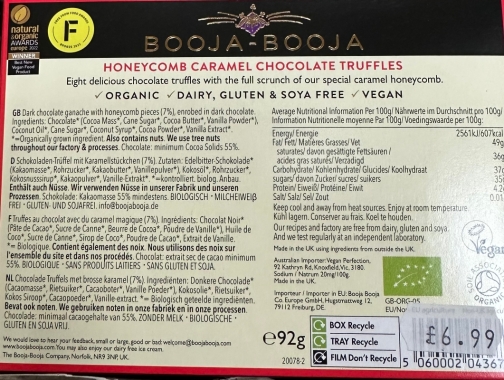 natural
&organic
AWARDS
europe 2022
WINNER
Best New
Vegan Food
Product
F
BOOJA-BOOJA
HONEYCOMB CARAMEL CHOCOLATE TRUFFLES
Eight delicious chocolate truffles with the full scrunch of our special caramel honeycomb.
✓ ORGANIC ✓ DAIRY, GLUTEN & SOYA FREE ✓ VEGAN
GB Dark chocolate ganache with honeycomb pieces (7%), enrobed in dark chocolate.
Ingredients: Chocolate* (Cocoa Mass*, Cane Sugar*, Cocoa Butter*, Vanilla Powder*),
Coconut Oil*, Cane Sugar*, Coconut Syrup*, Cocoa Powder*, Vanilla Extract*.
*=Organically grown ingredient. Also contains nuts. We use tree nuts
throughout our factory & processes. Chocolate: minimum Cocoa Solids 55%.
D Schokoladen-Trüffel mit Karamellstückchen (7%). Zutaten: Edelbitter-Schokolade*
(Kakaomasse*, Rohrzucker*, Kakaobutter*, Vanillepulver*), Kokosöl*, Rohrzucker*,
Kokosnusssirup*, Kakaopulver*, Vanille Extrakt*. *=kontrolliert biolog. Anbau.
Enthält auch Nüsse. Wir verwenden Nüsse in unserer Fabrik und unseren
Prozessen. Schokolade: Kakaomasse 55% mindestens. BIOLOGISCH • MILCHEIWEIß
FREI • GLUTEN- UND SOJAFREI. info@boojabooja.de
F Truffes au chocolat avec du caramel magique (7%). Ingrédients: Chocolat Noir*
(Pâte de Cacao*, Sucre de Canne*, Beurre de Cocoa*, Poudre de Vanille*), Huile de
Coco*, Sucre de Canne*, Sirop de Coco*, Poudre de Cacao*, Extrait de Vanille.
*= Biologique. Contient également des noix. Nous utilisons des noix sur
l'ensemble du site et dans nos procédés. Chocolat: extrait sec de cacao minimum
55%. BIOLOGIQUE • SANS PRODUITS LAITIERS • SANS GLUTEN ET SOJA.
NL Chocolade Truffels met brosse karamel (7%) Ingrediënten: Donkere Chocolade*
(Cacaomassa*, Rietsuiker*, Cacaoboter*, Vanille Poeder*), Kokosolie*, Rietsuiker*,
Kokos Siroop*, Cacaopoeder*, Vanille-extract. *= Biologisch geteelde ingrediënten.
Bevat ook noten. We gebruiken noten in onze fabriek en in onze processen.
Chocolade: minimaal cacaogehalte van 55%. ZONDER MELK • BIOLOGISCHE •
GLUTEN EN SOJA VRIJ.
We would love to hear your feedback, small or large, good or bad welcome@boojabooja.com
www.boojabooja.com You may also enjoy our dairy free ice cream.
The Booja-Booja Company, Norfolk, NR9 3NP. UK.
Average Nutritional Information Per 100g/ Nährwerte im Durchschnitt pro 100g/
Information Nutritionelle moyenne Par 100g/ Voedingswaarde per 100g:
Energy/ Energie 2561kJ/607kcal
Fat/ Fett/ Matières Grasses/ Vet 49g
saturates/ davon gesättigte Fettsäuren /
acides gras saturés/ Verzadigd 36g
Carbohydrate/ Kohlenhydrate/ Glucides/ Koolhydraat 37g
sugars/ davon Zucker/ sucres/ suikers 35
Protein/ Eiweiß/ Protéine/ Eiwit 4.2
Salt/ Salz/ Sel/ Zout 0.01
Keep cool and away from heat sources. Enjoy at room temperature.
Kühl lagern. Conserver au frais. Koel te houden.
Our recipes and factory are free from dairy, gluten and soya.
And we test regularly at an independent laboratory.
Made in the UK using ingredients from outside the UK.
Australian Importer: Vegan Perfection,
92 Kathryn Rd, Knoxfield, Vic, 3180.
Sodium / Natrium 20mg/100g.
Made in the UK.
Importeur / Importer in EU: Booja Booja
Co. Europe GmbH, Hugstmattweg 12,
79112 Freiburg, DE.
Vegan
SOIL
ORGA
GB-ORG-05
℮92g
20078-2
BOX Recycle
TRAY Recycle
FILM Don't Recycle
£6.99
5 060002 04367